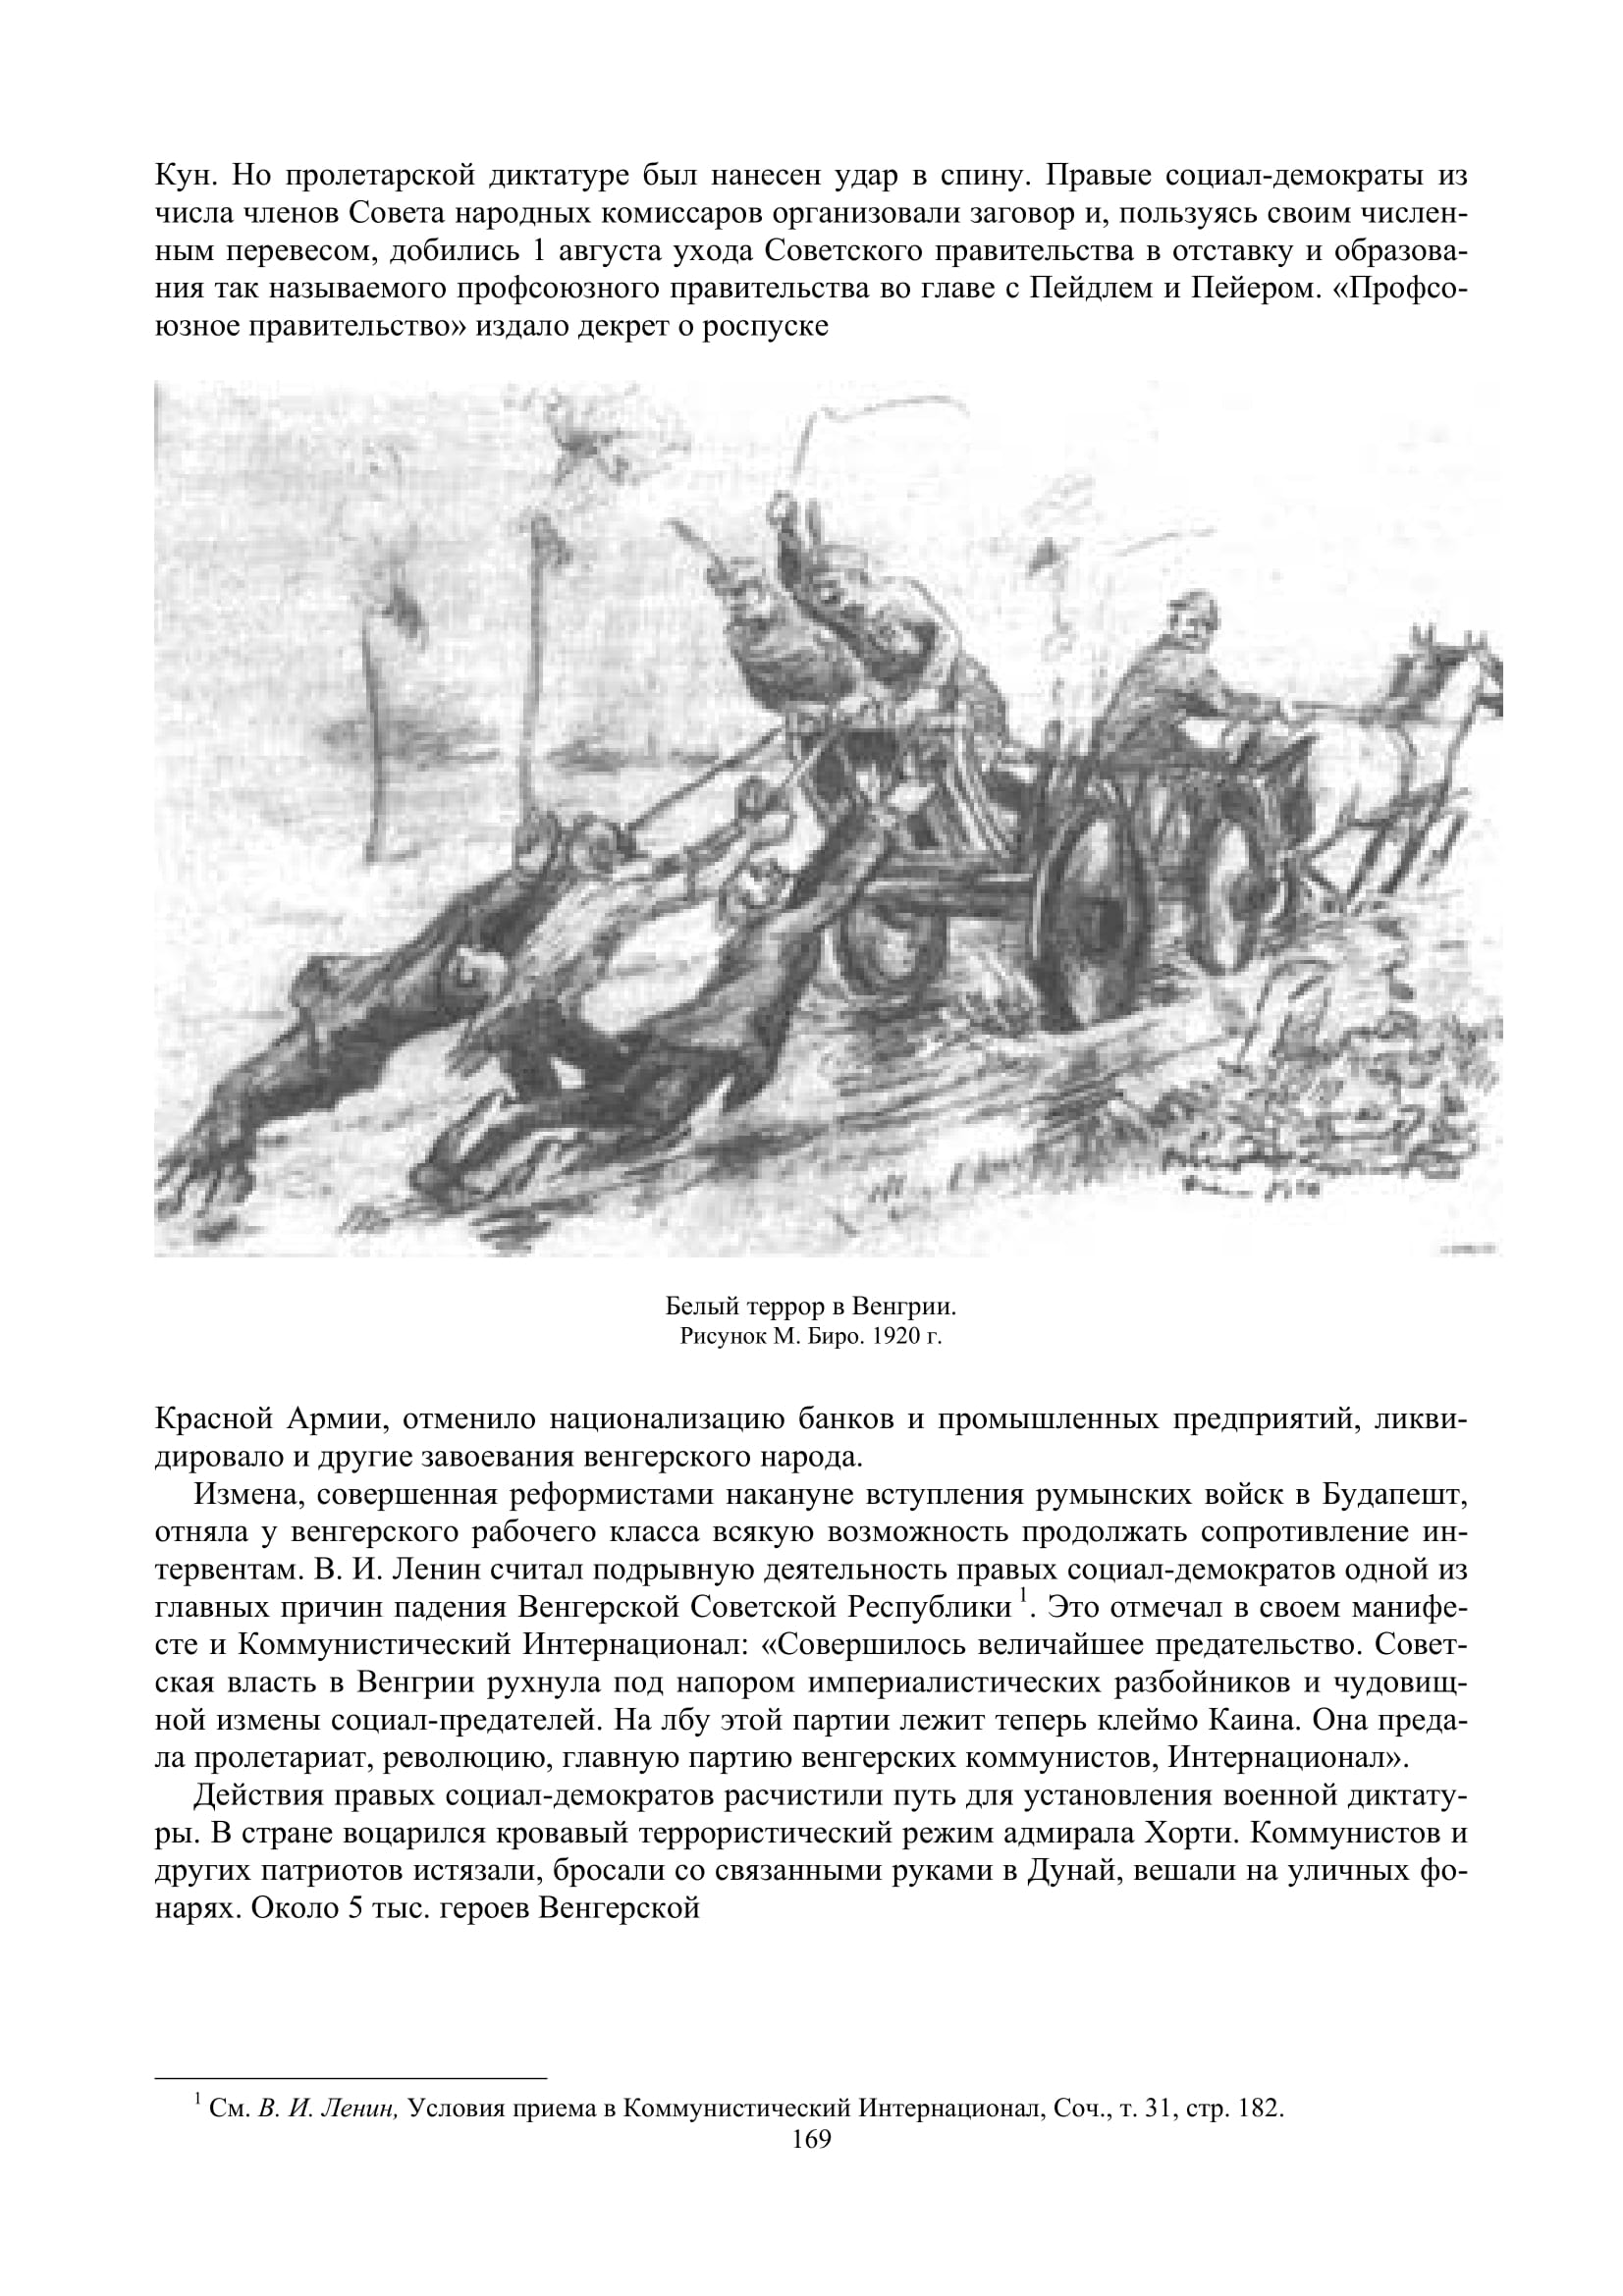 Кун. Но пролетарской диктатуре был нанесен удар в спину. Правые социал-демократы из
числа членов Совета народных комиссаров организовали заговор и, пользуясь своим числен-
ным перевесом, добились 1 августа ухода Советского правительства в отставку и образова-
ния так называемого профсоюзного правительства во главе с Пейдлем и Пейером. «Профсо-
юзное правительство» издало декрет о роспуске
Белый террор в Венгрии.
Рисунок М. Биро. 1920 г.
Красной Армии, отменило национализацию банков и промышленных предприятий, ликви-
дировало и другие завоевания венгерского народа.
Измена, совершенная реформистами накануне вступления румынских войск в Будапешт,
отняла у венгерского рабочего класса всякую возможность продолжать сопротивление ин-
тервентам. В. И. Ленин считал подрывную деятельность правых социал-демократов одной из
главных причин падения Венгерской Советской Республики 1. Это отмечал в своем манифе-
сте и Коммунистический Интернационал: «Совершилось величайшее предательство. Совет-
ская власть в Венгрии рухнула под напором империалистических разбойников и чудовищ-
ной измены социал-предателей. На лбу этой партии лежит теперь клеймо Каина. Она преда-
ла пролетариат, революцию, главную партию венгерских коммунистов, Интернационал».
Действия правых социал-демократов расчистили путь для установления военной диктату-
ры. В стране воцарился кровавый террористический режим адмирала Хорти. Коммунистов и
других патриотов истязали, бросали со связанными руками в Дунай, вешали на уличных фо-
нарях. Около 5 тыс. героев Венгерской
1 См. В. И. Ленин, Условия приема в Коммунистический Интернационал, Соч., т. 31, стр. 182.
169